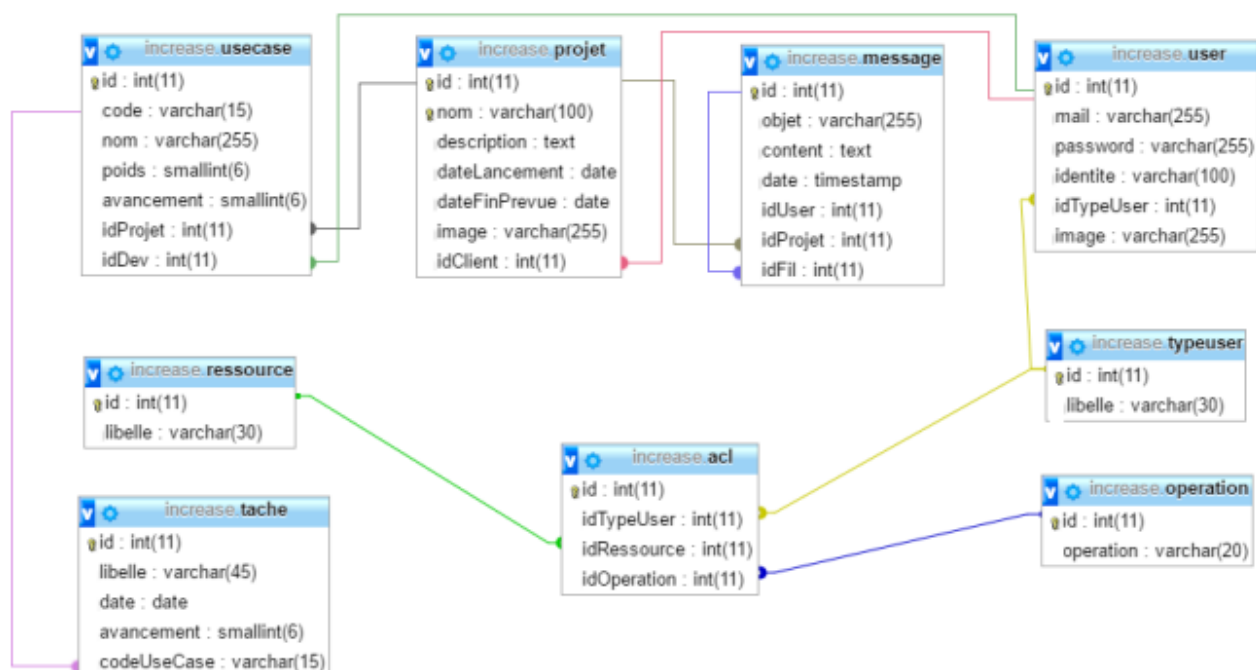 increase.usecase
id : int(11)
code : varchar(15)
nom : varchar(255)
poids : smallint(6)
avancement : smallint(6)
idProjet : int(11)
idDev : int(11)
increase.projet
id : int(11)
nom : varchar(100)
description : text
dateLancement : date
dateFinPrevue : date
image : varchar(255)
idClient : int(11)
increase.message
id : int(11)
objet : varchar(255)
content : text
date : timestamp
idUser : int(11)
idProjet : int(11)
idFil : int(11)
increase.user
id : int(11)
mail : varchar(255)
password : varchar(255)
identite : varchar(100)
idTypeUser : int(11)
image : varchar(255)
increase.ressource
id : int(11)
libelle : varchar(30)
increase.typeuser
id : int(11)
libelle : varchar(30)
increase.acl
id : int(11)
idTypeUser : int(11)
idRessource : int(11)
idOperation : int(11)
increase.operation
id : int(11)
operation : varchar(20)
increase.tache
id : int(11)
libelle : varchar(45)
date : date
avancement : smallint(6)
codeUseCase : varchar(15)